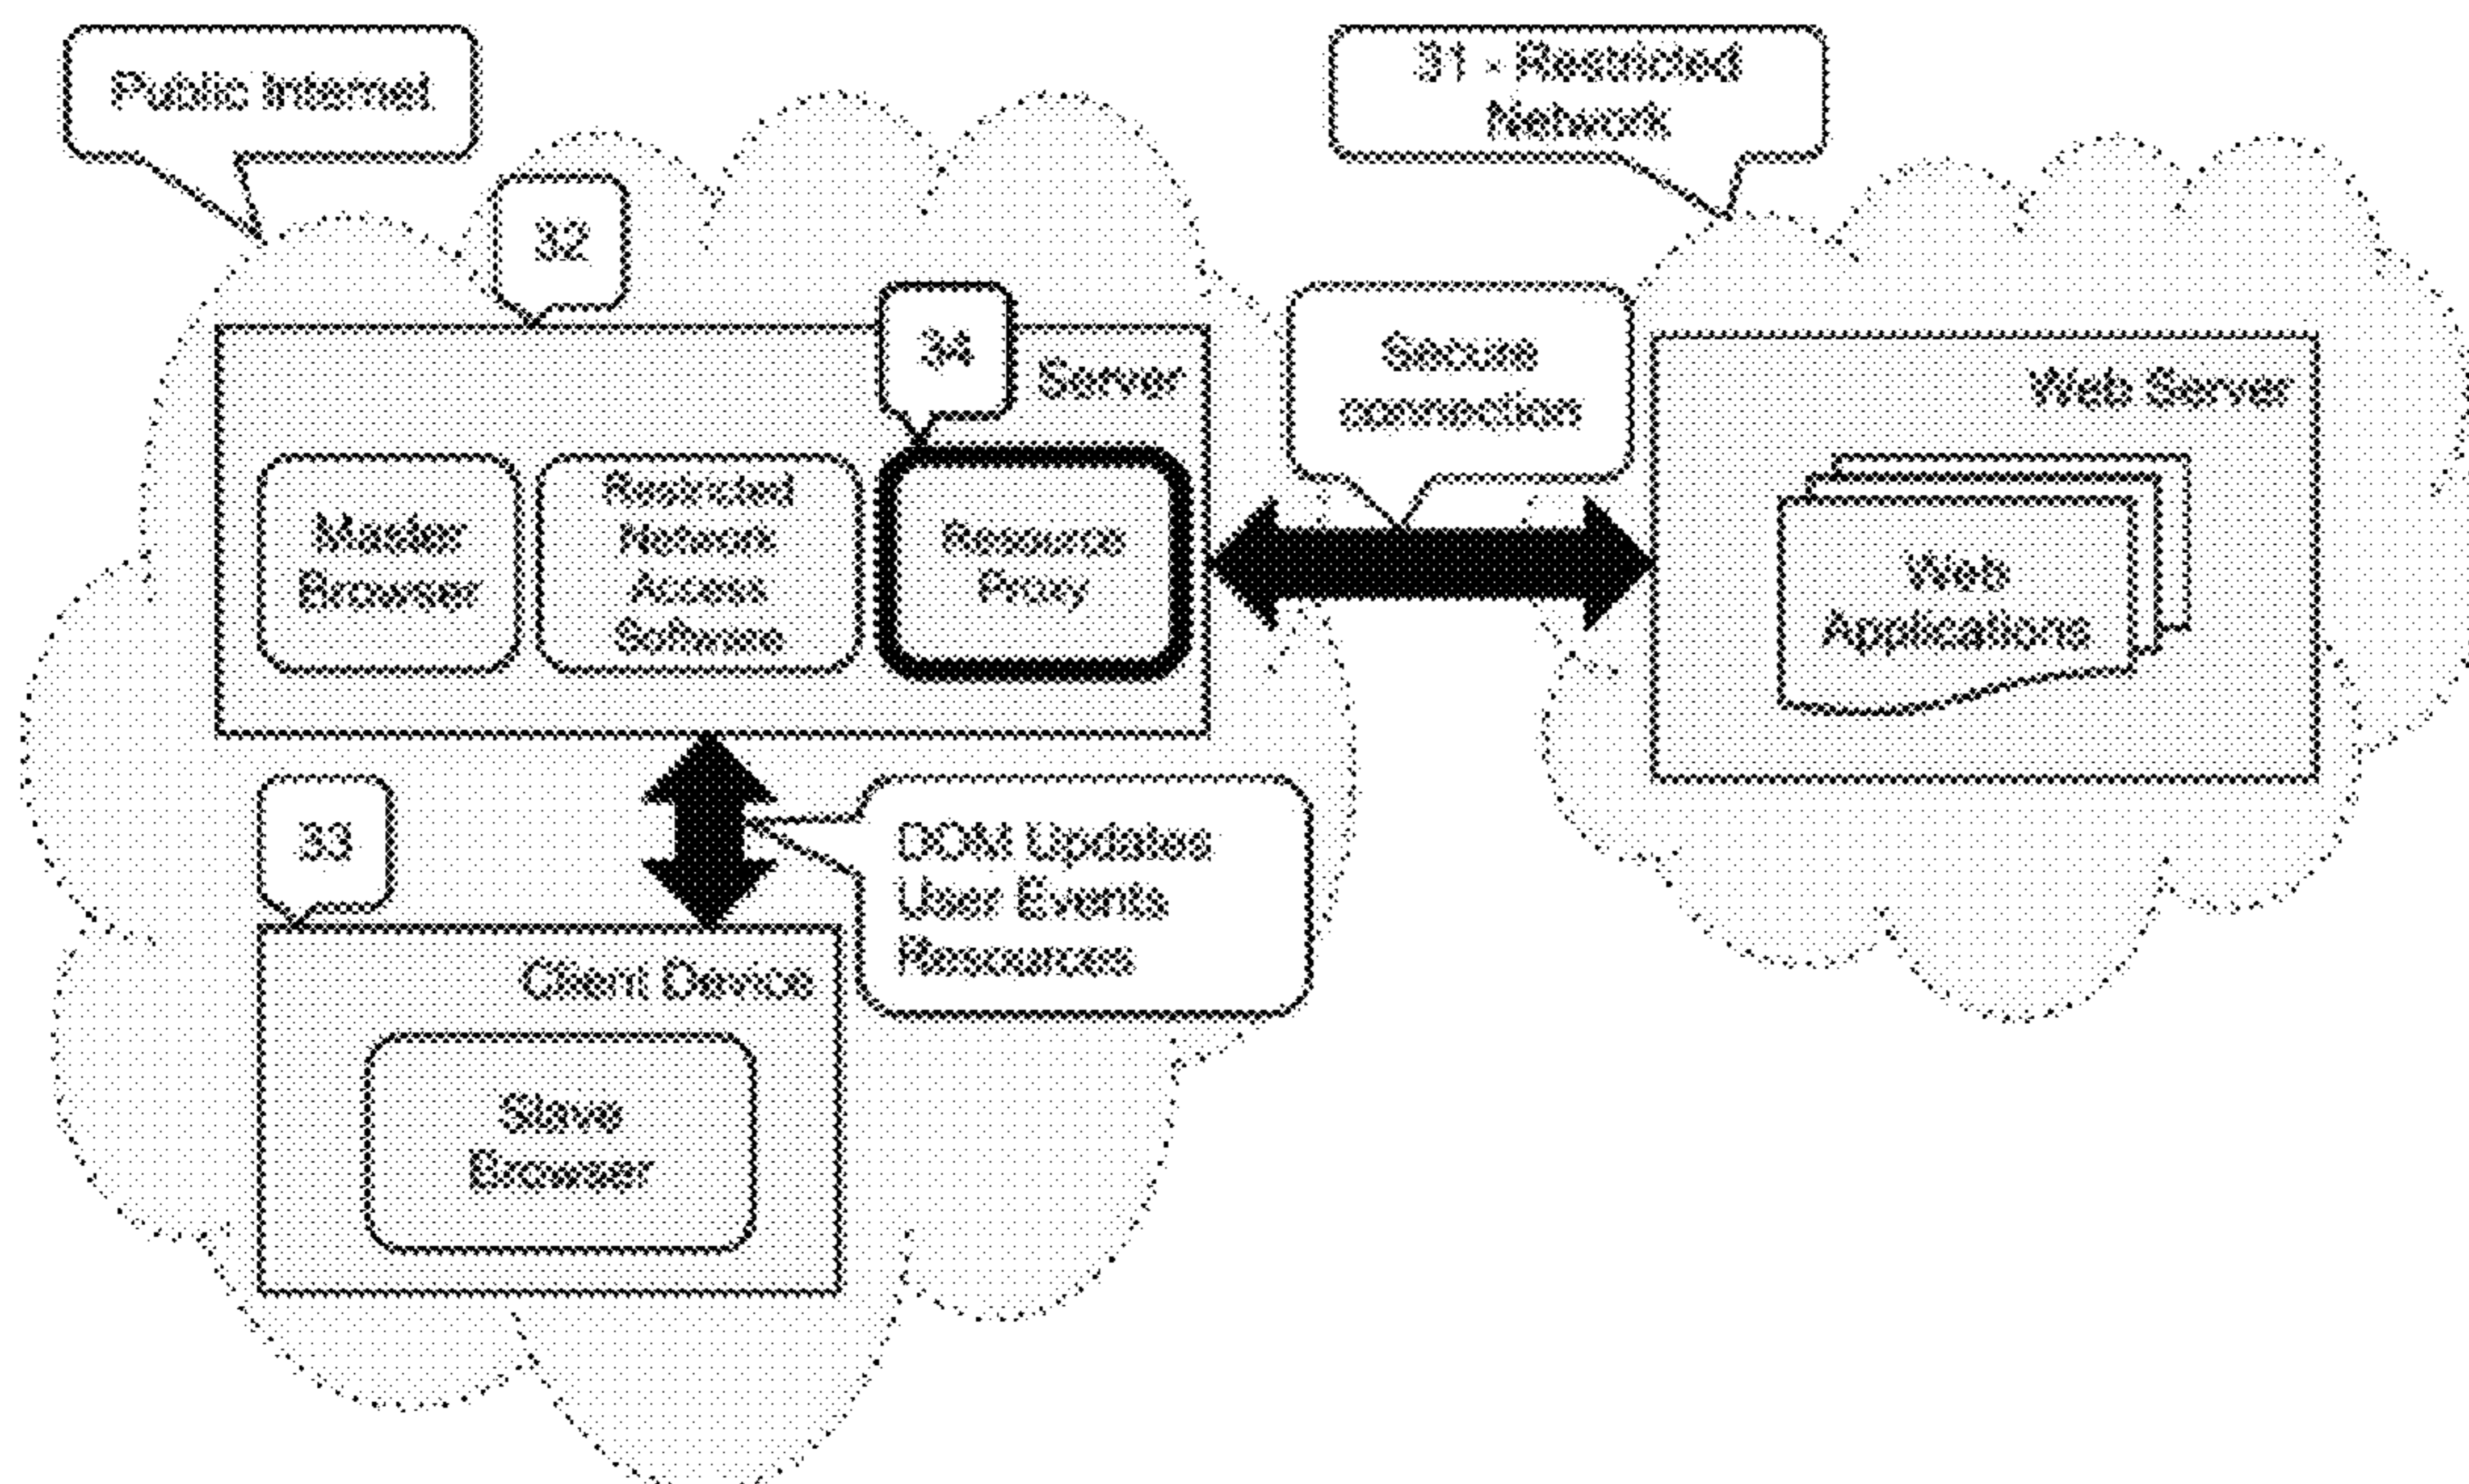 Public Internet
31 - Restricted
Network
32
34
Server
Secure
connection
Web Server
Master
Browser
Restricted
Network
Access
Software
Resource
Proxy
Web
Applications
33
DOM Updates
User Events
Resources
Client Device
Slave
Browser